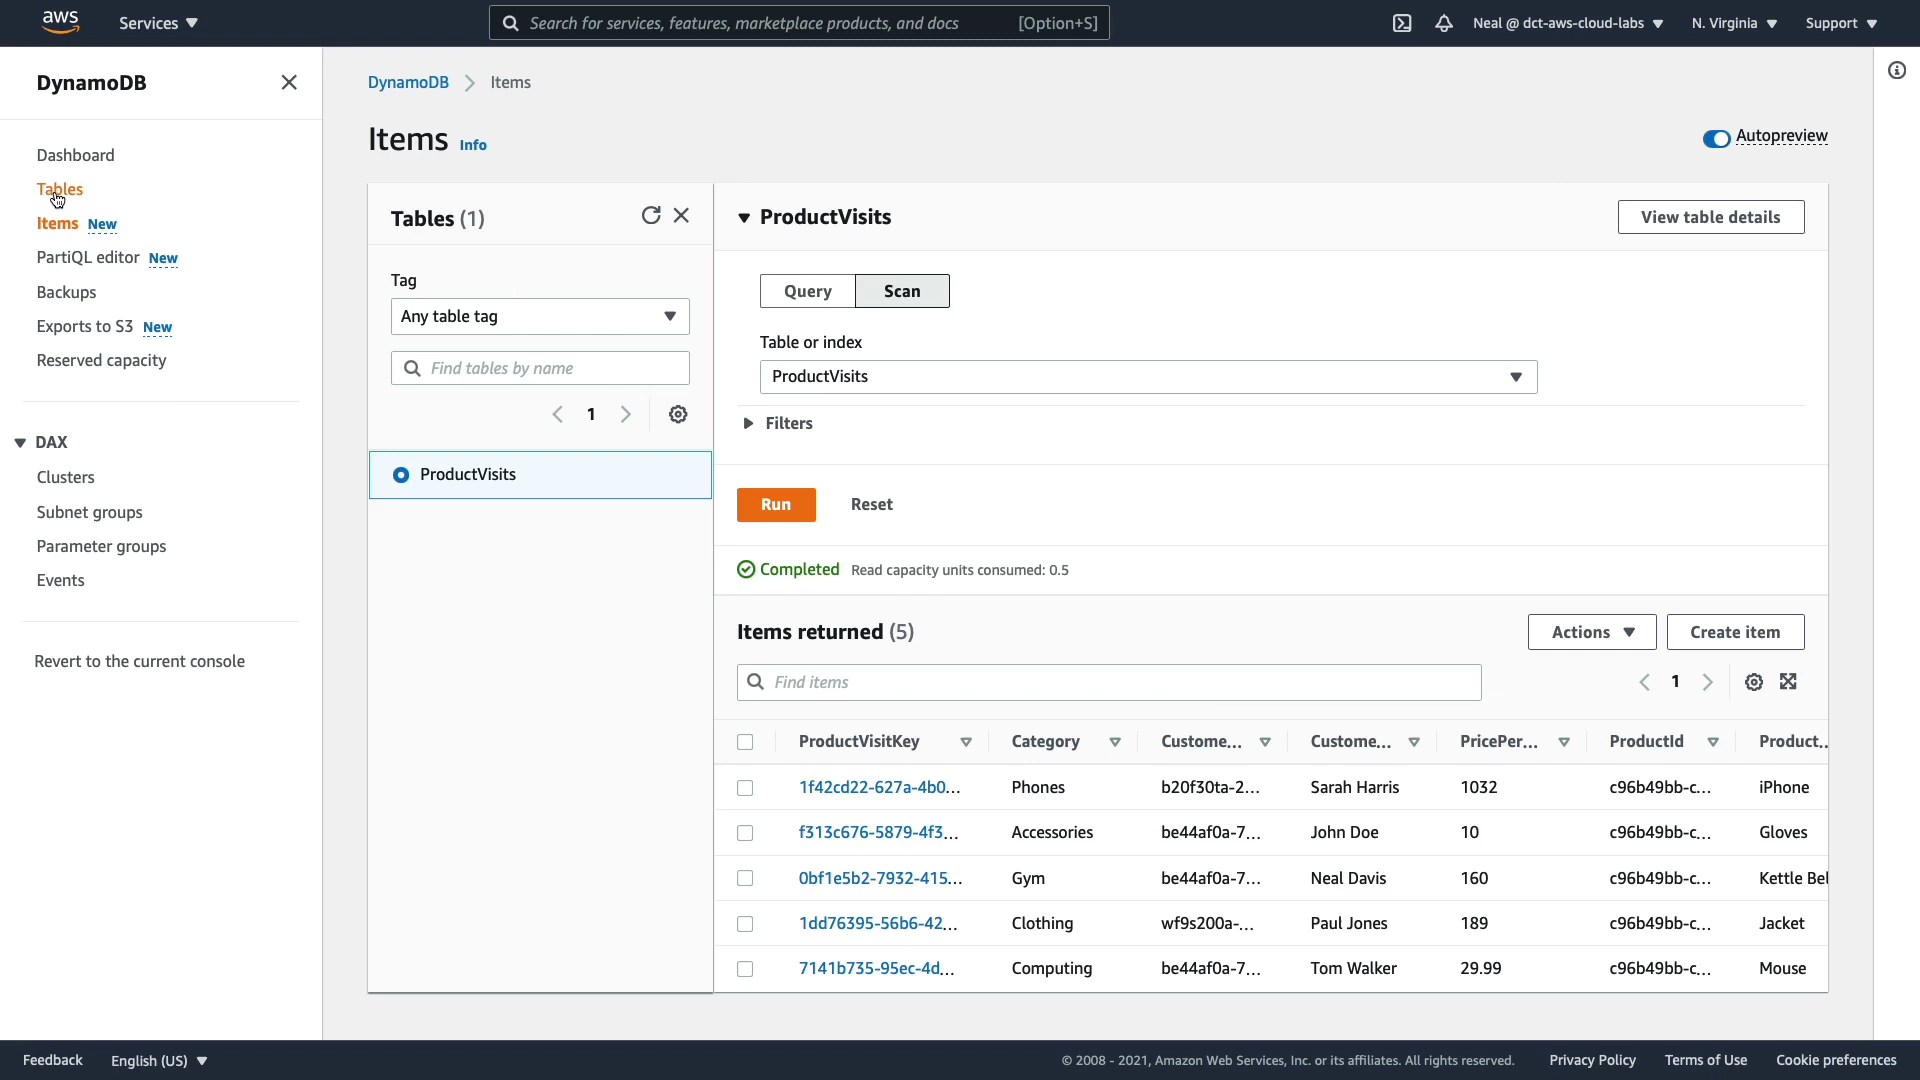 aws Services Search for services, features, marketplace products, and docs [Option+S] Neal @ dct-aws-cloud-labs N. Virginia Support
DynamoDB
Dashboard
Tables
Items New
PartiQL editor New
Backups
Exports to S3 New
Reserved capacity
DAX
Clusters
Subnet groups
Parameter groups
Events
Revert to the current console
DynamoDB Items
Items Info
Autopreview
Tables (1)
Tag
Any table tag
Find tables by name
1
ProductVisits
ProductVisits
View table details
Query Scan
Table or index
ProductVisits
Filters
Run Reset
Completed Read capacity units consumed: 0.5
Items returned (5)
Actions Create item
Find items
1
ProductVisitKey Category Custome... Custome... PricePer... ProductId Product...
1f42cd22-627a-4b0... Phones b20f30ta-2... Sarah Harris 1032 c96b49bb-c... iPhone
f313c676-5879-4f3... Accessories be44af0a-7... John Doe 10 c96b49bb-c... Gloves
0bf1e5b2-7932-415... Gym be44af0a-7... Neal Davis 160 c96b49bb-c... Kettle Bel
1dd76395-56b6-42... Clothing wf9s200a-... Paul Jones 189 c96b49bb-c... Jacket
7141b735-95ec-4d... Computing be44af0a-7... Tom Walker 29.99 c96b49bb-c... Mouse
Feedback English (US) © 2008 - 2021, Amazon Web Services, Inc. or its affiliates. All rights reserved. Privacy Policy Terms of Use Cookie preferences